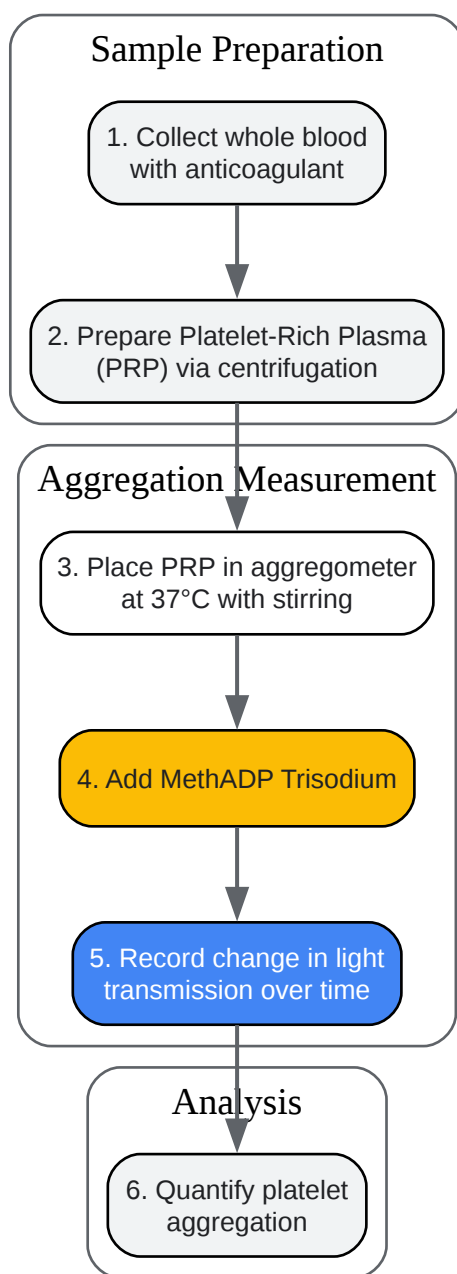 Sample Preparation
1. Collect whole blood
with anticoagulant
2. Prepare Platelet-Rich Plasma
(PRP) via centrifugation
Aggregation Measurement
3. Place PRP in aggregometer
at 37°C with stirring
4. Add MethADP Trisodium
5. Record change in light
transmission over time
Analysis
6. Quantify platelet
aggregation